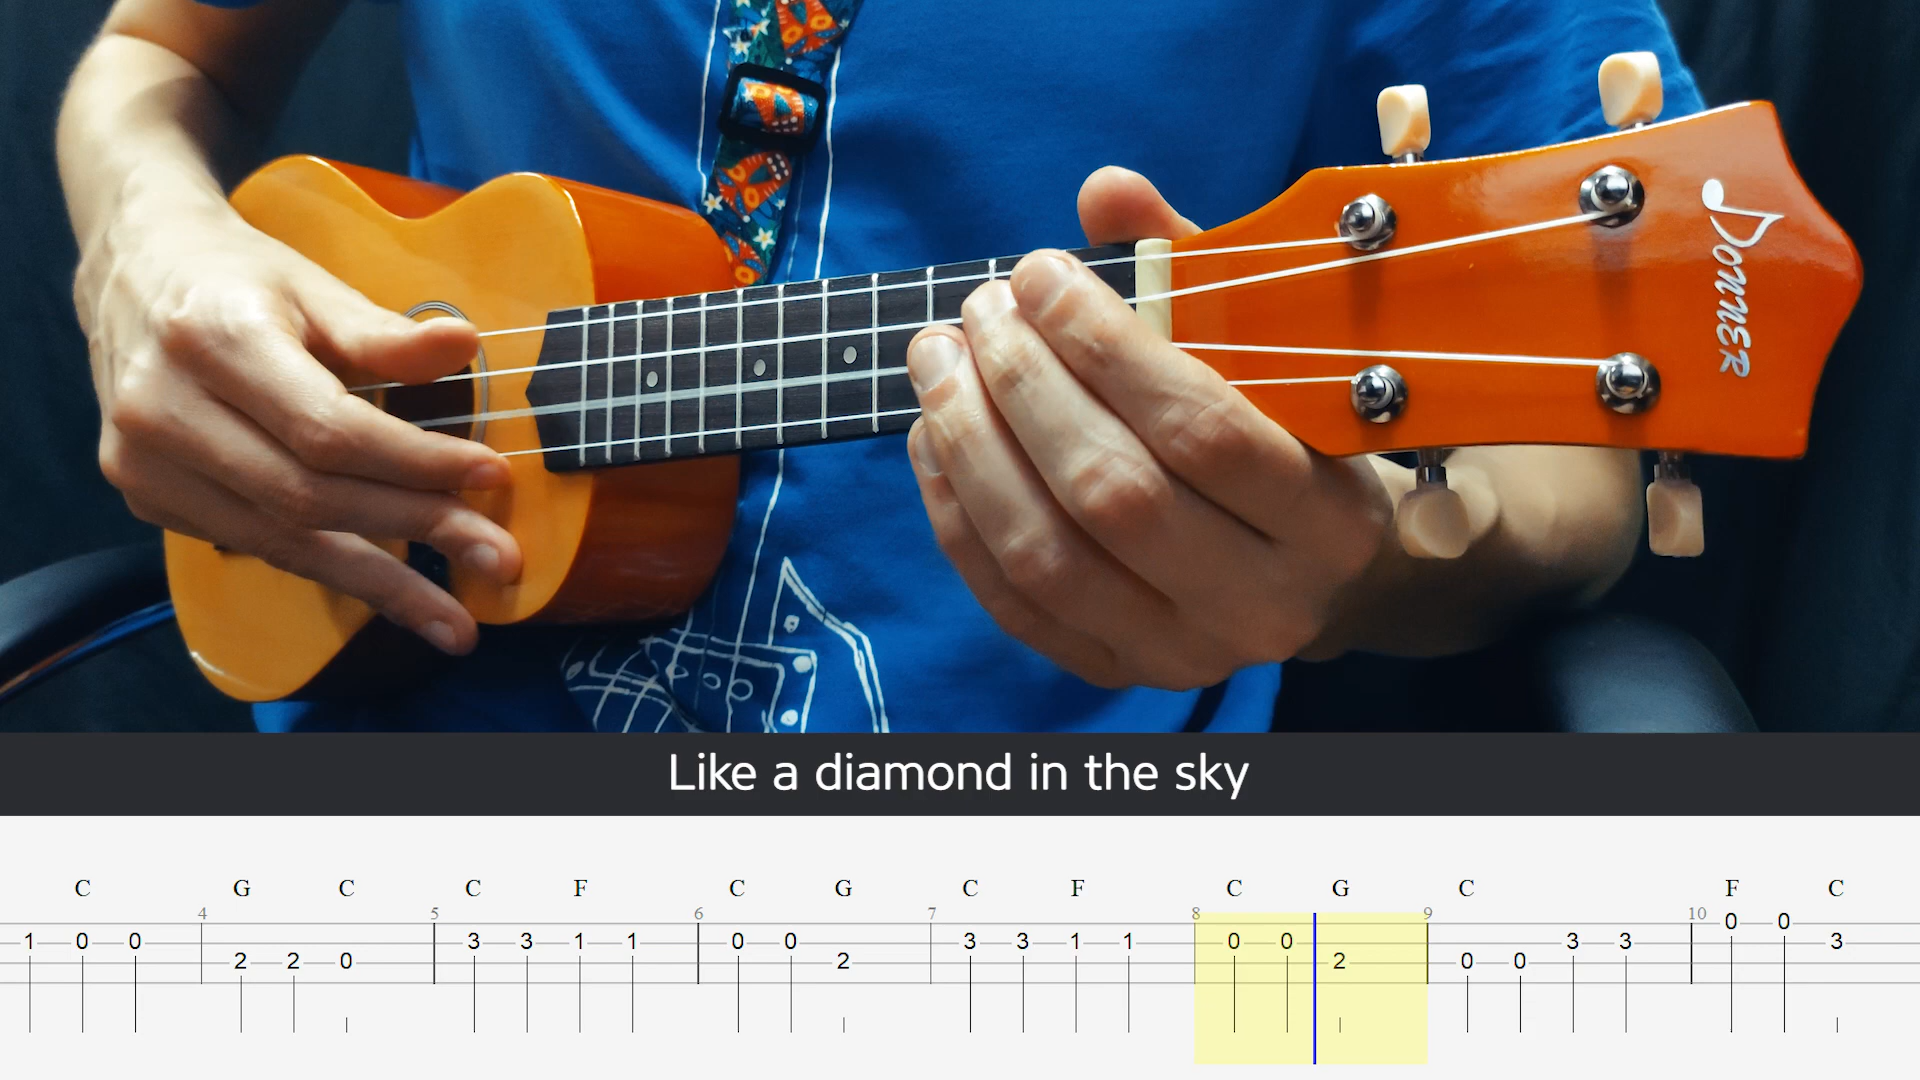 Donner
Like a diamond in the sky
C G C C F C G C F C G C F C
4 5 6 7 8 9 10
0 0
1 0 0 3 3 1 1 0 0 3 3 1 1 0 0 3 3 3
2 2 0 2 2 0 0